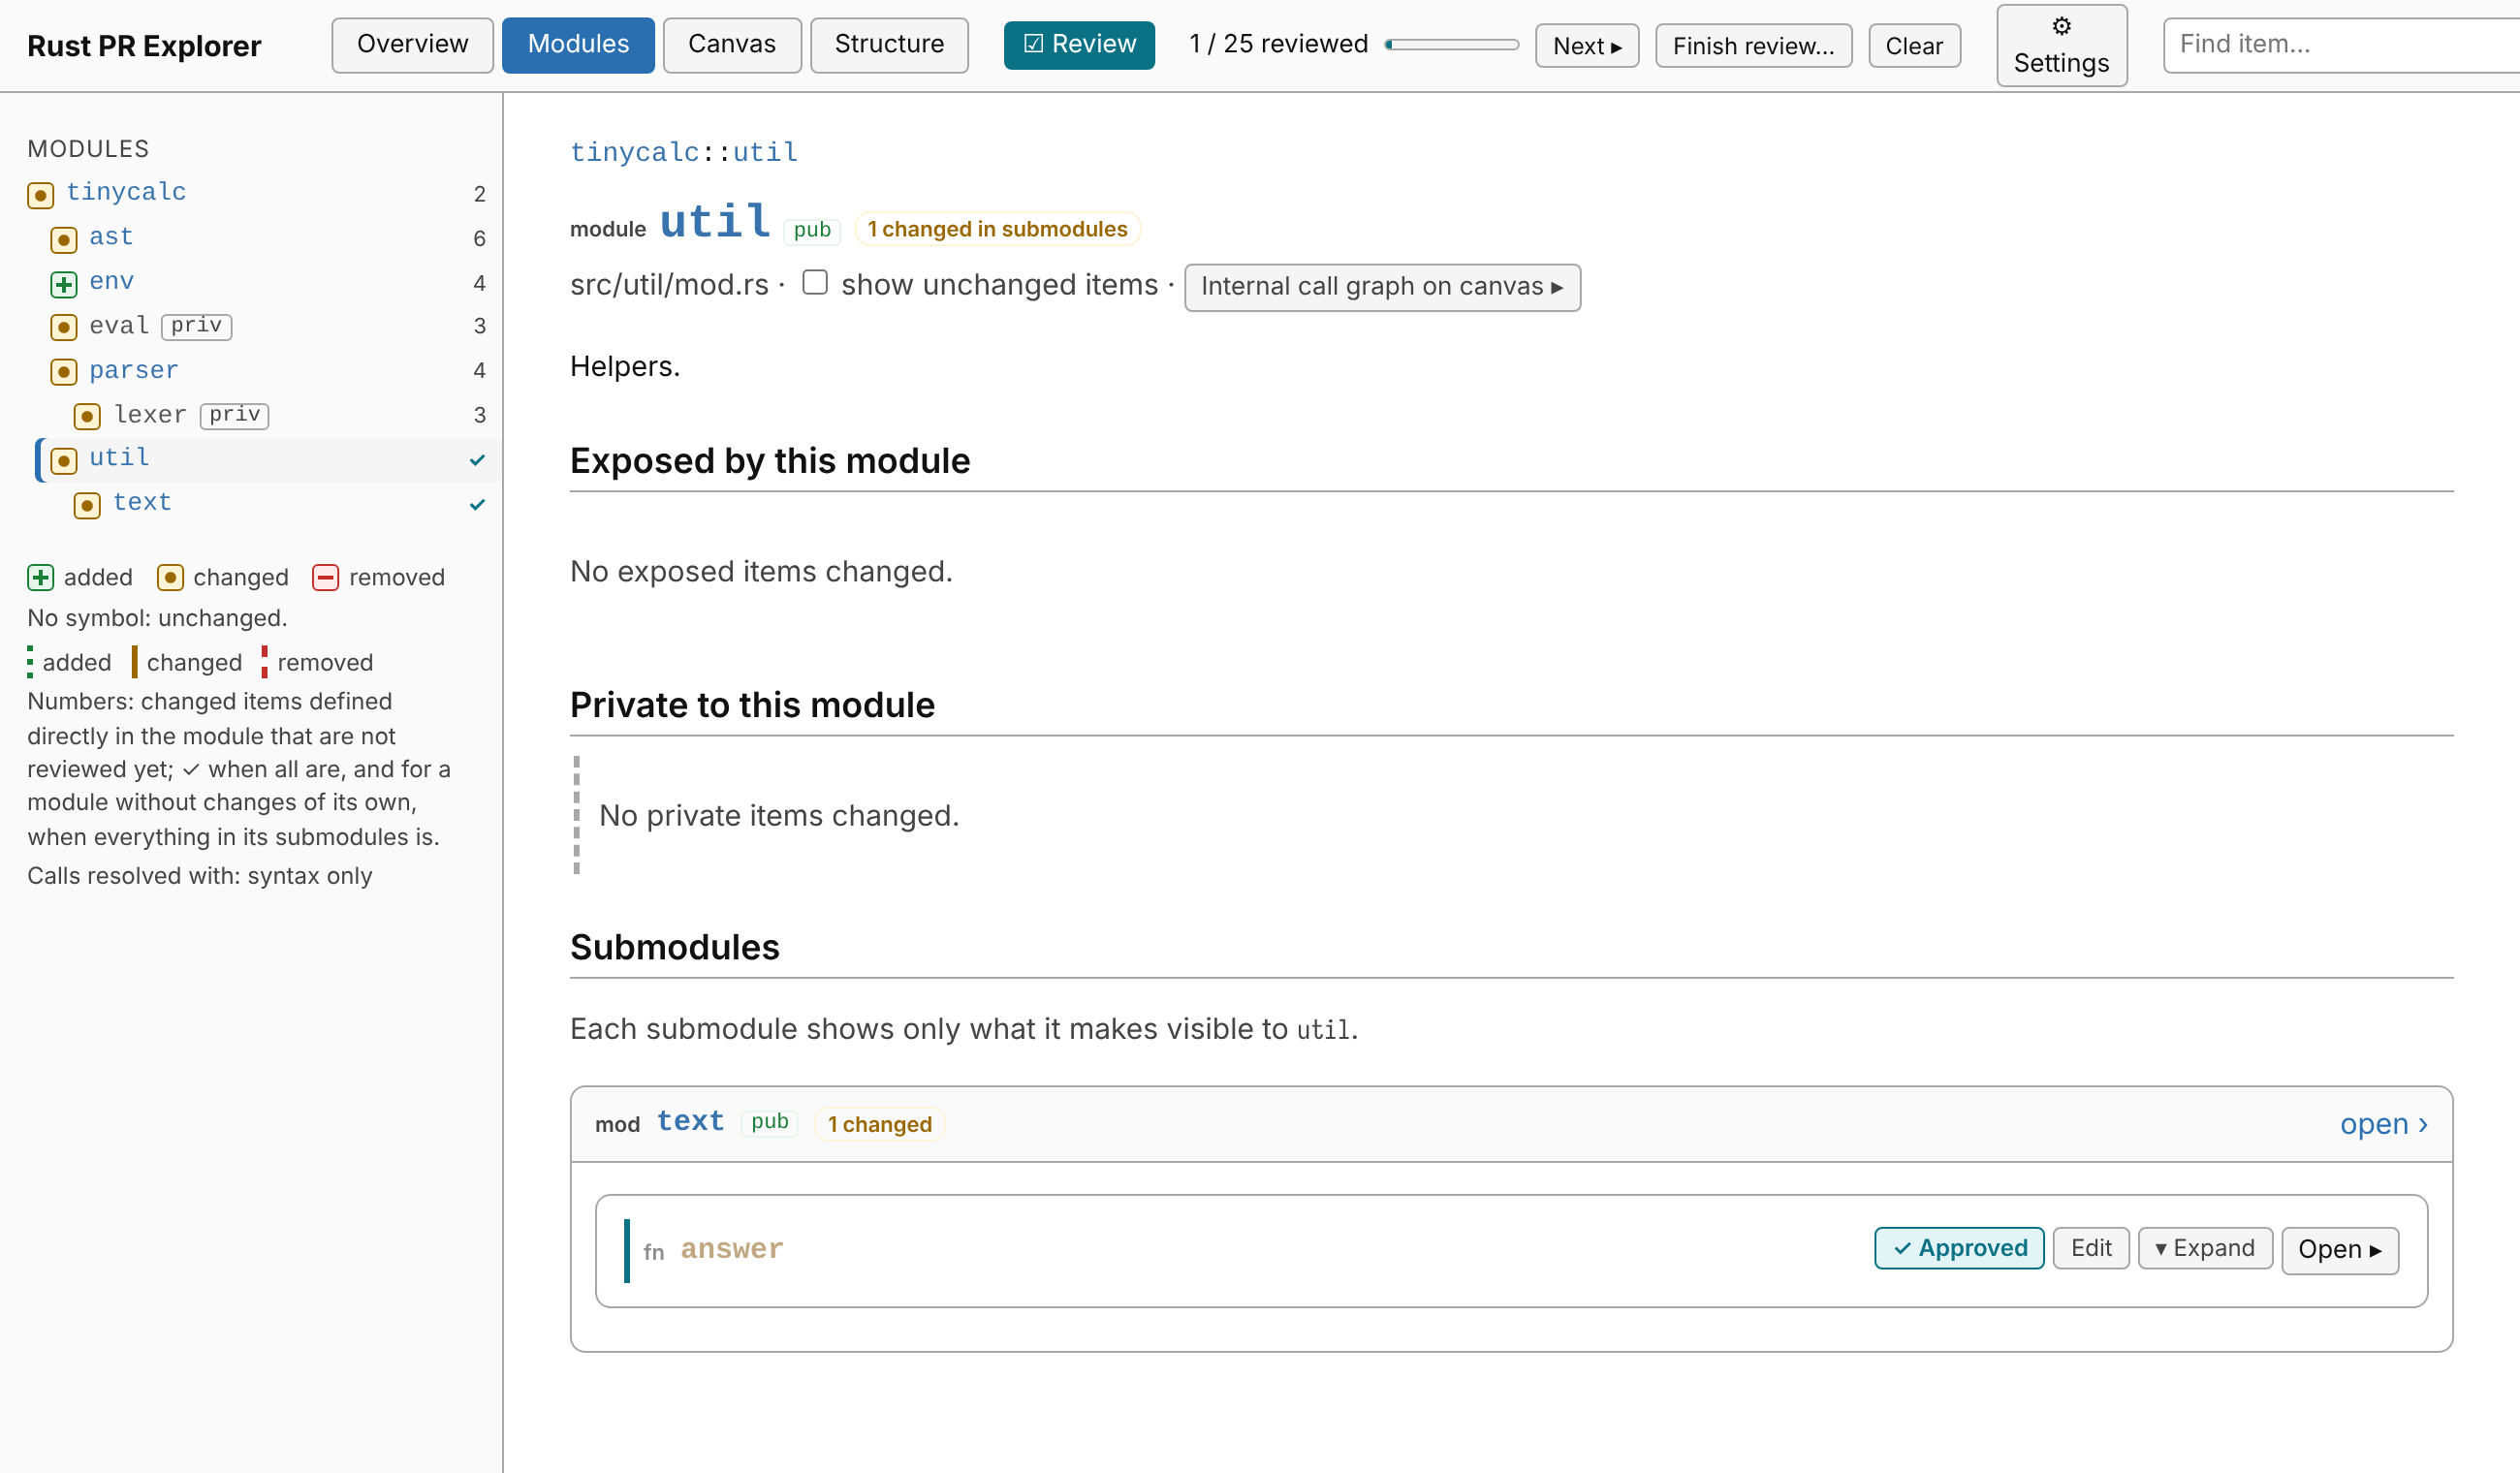 Rust PR Explorer
Overview
Modules
Canvas
Structure
☑ Review
1 / 25 reviewed
Next ▸
Finish review...
Clear
⚙ Settings
Find item...
MODULES
tinycalc 2
ast 6
env 4
eval priv 3
parser 4
lexer priv 3
util ✓
text ✓
added changed removed
No symbol: unchanged.
added changed removed
Numbers: changed items defined
directly in the module that are not
reviewed yet; ✓ when all are, and for a
module without changes of its own,
when everything in its submodules is.
Calls resolved with: syntax only
tinycalc::util
module util pub 1 changed in submodules
src/util/mod.rs · show unchanged items · Internal call graph on canvas ▸
Helpers.
Exposed by this module
No exposed items changed.
Private to this module
No private items changed.
Submodules
Each submodule shows only what it makes visible to util.
mod text pub 1 changed open ›
fn answer ✓ Approved Edit ▾ Expand Open ▸